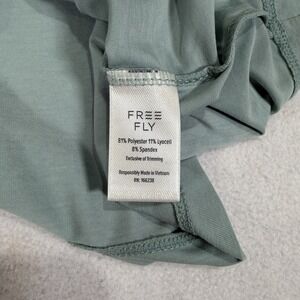 FREE
FLY
81% Polyester 11% Lyocell
8% Spandex
Exclusive of Trimming
Responsibly Made in Vietnam
RN: 166238